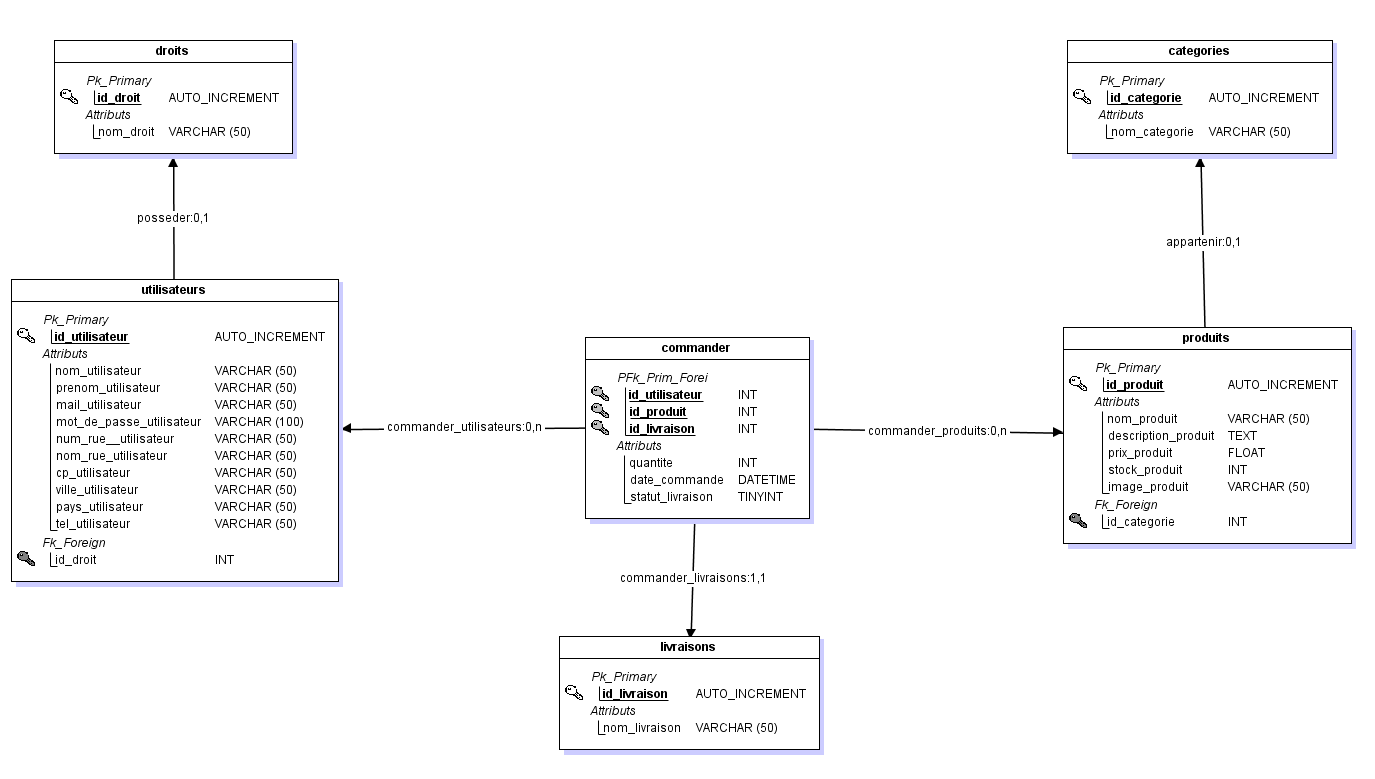 droits
Pk_Primary
id_droit AUTO_INCREMENT
Attributs
nom_droit VARCHAR (50)
categories
Pk_Primary
id_categorie AUTO_INCREMENT
Attributs
nom_categorie VARCHAR (50)
posseder:0,1
appartenir:0,1
utilisateurs
Pk_Primary
id_utilisateur AUTO_INCREMENT
Attributs
nom_utilisateur VARCHAR (50)
prenom_utilisateur VARCHAR (50)
mail_utilisateur VARCHAR (50)
mot_de_passe_utilisateur VARCHAR (100)
num_rue__utilisateur VARCHAR (50)
nom_rue_utilisateur VARCHAR (50)
cp_utilisateur VARCHAR (50)
ville_utilisateur VARCHAR (50)
pays_utilisateur VARCHAR (50)
tel_utilisateur VARCHAR (50)
Fk_Foreign
id_droit INT
commander_utilisateurs:0,n
commander
PFk_Prim_Forei
id_utilisateur INT
id_produit INT
id_livraison INT
Attributs
quantite INT
date_commande DATETIME
statut_livraison TINYINT
commander_produits:0,n
produits
Pk_Primary
id_produit AUTO_INCREMENT
Attributs
nom_produit VARCHAR (50)
description_produit TEXT
prix_produit FLOAT
stock_produit INT
image_produit VARCHAR (50)
Fk_Foreign
id_categorie INT
commander_livraisons:1,1
livraisons
Pk_Primary
id_livraison AUTO_INCREMENT
Attributs
nom_livraison VARCHAR (50)